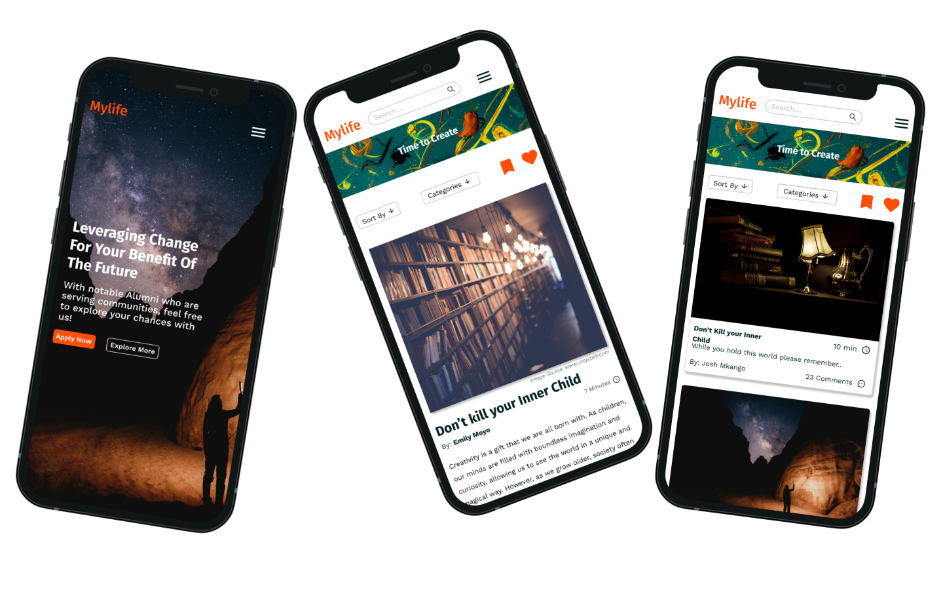 Mylife
Leveraging Change
For Your Benefit Of
The Future
With notable Alumni who are
serving communities, feel free
to explore your chances with
us!
Apply Now
Explore More
Mylife
Search...
Time to Create
Sort By
Categories
Image Source: www.unsplash.com
Don't kill your Inner Child
7 Minutes
By: Emily Moyo
Creativity is a gift that we are all born with. As children,
our minds are filled with boundless imagination and
curiosity, allowing us to see the world in a unique and
magical way. However, as we grow older, society often
Mylife
Search...
Time to Create
Sort By
Categories
Don't Kill your Inner
Child
10 min
While you hold this world please remember..
By: Josh Mkango
23 Comments